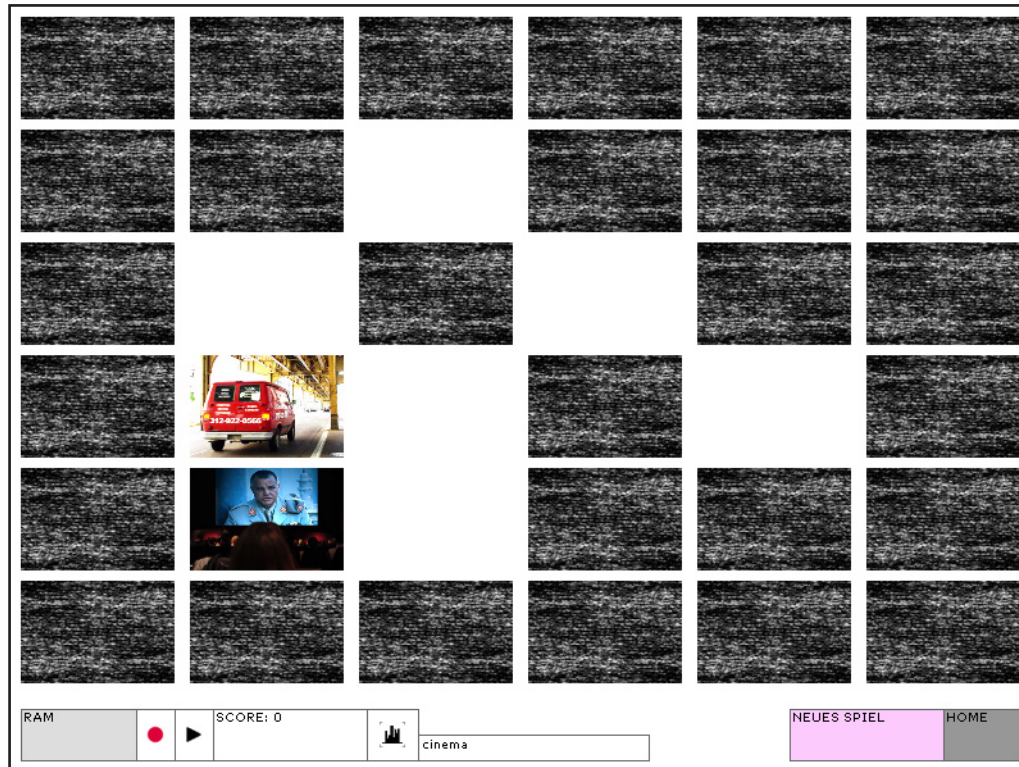 312-822-0566
RAM
SCORE: 0
cinema
NEUES SPIEL
HOME